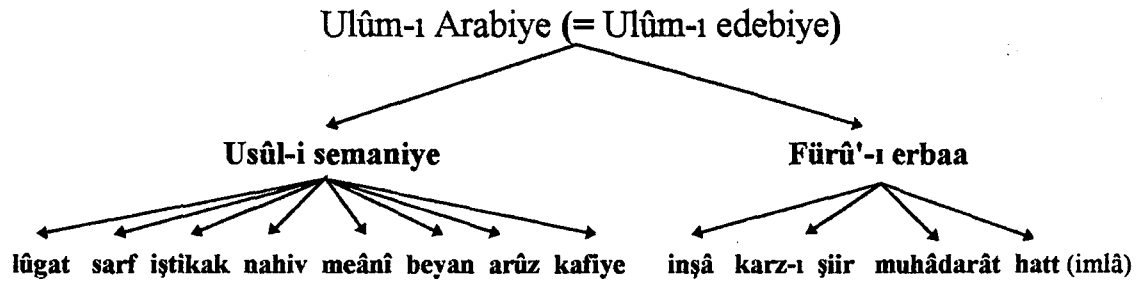 Ulûm-ı Arabiye (= Ulûm-ı edebiye)
Usûl-i semaniye Fürû'-ı erbaa
lûgat sarf iştikak nahiv meânî beyan arûz kafiye inşâ karz-ı şiir muhâdarât hatt (imlâ)